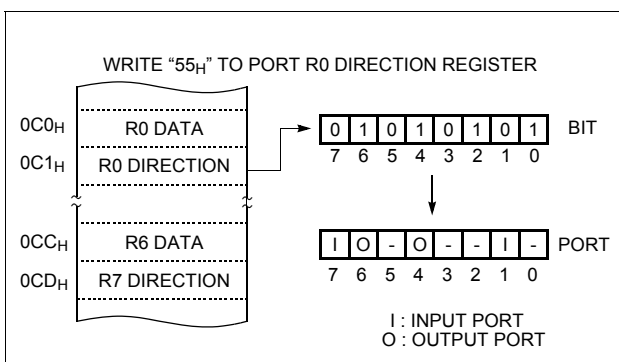 WRITE “55H” TO PORT R0 DIRECTION REGISTER
0C0H R0 DATA
0 1 0 1 0 1 0 1 BIT
7 6 5 4 3 2 1 0
0C1H R0 DIRECTION
0CCH R6 DATA
I O - O - - I - PORT
7 6 5 4 3 2 1 0
0CDH R7 DIRECTION
I : INPUT PORT
O : OUTPUT PORT